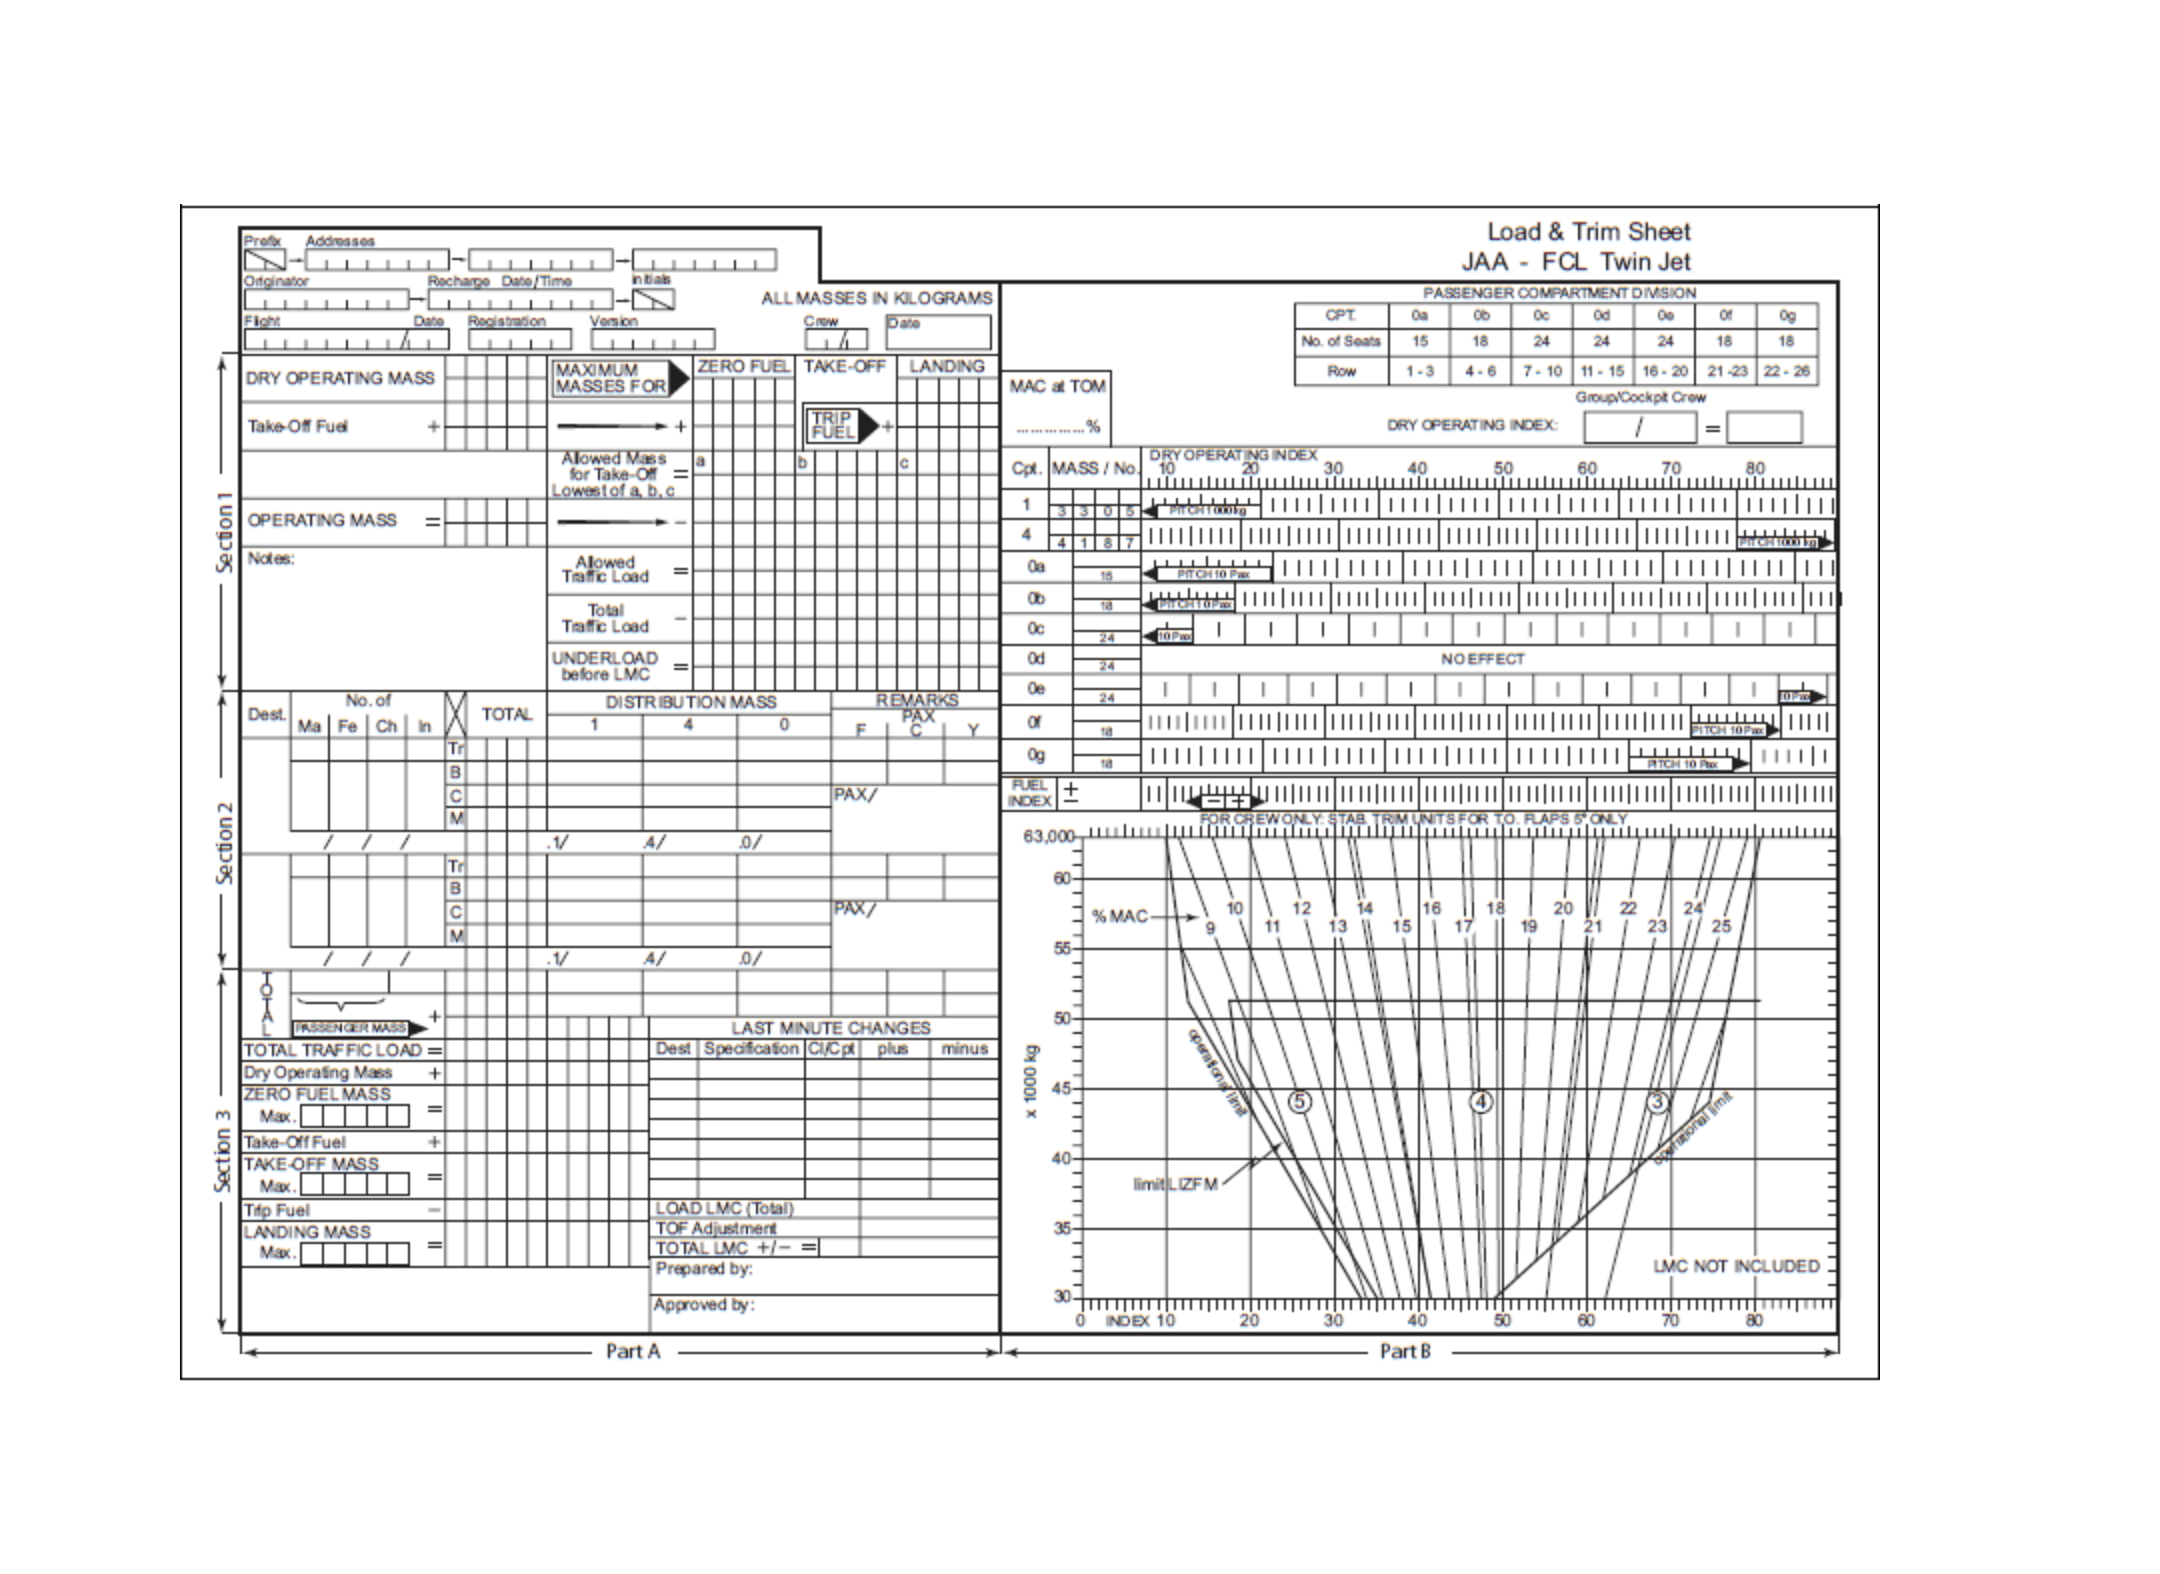 Load & Trim Sheet
JAA - FCL Twin Jet
Prefix Addresses
Originator Recharge Date/Time Initials
ALL MASSES IN KILOGRAMS
Flight Date Registration Version Crew Date
Section 1
DRY OPERATING MASS
MAXIMUM MASSES FOR
ZERO FUEL TAKE-OFF LANDING
Take-Off Fuel +
+
TRIP FUEL +
Allowed Mass for Take-Off Lowest of a, b, c =
a b c
OPERATING MASS =
−
Notes:
Allowed Traffic Load =
Total Traffic Load −
UNDERLOAD before LMC =
Section 2
Dest. No. of TOTAL DISTRIBUTION MASS REMARKS
Ma Fe Ch In 1 4 0 PAX
F C Y
Tr
B
C PAX/
M
/ / / .1/ .4/ .0/
Tr
B
C PAX/
M
/ / / .1/ .4/ .0/
Section 3
TOTAL
PASSENGER MASS +
TOTAL TRAFFIC LOAD =
Dry Operating Mass +
ZERO FUEL MASS
Max. =
Take-Off Fuel +
TAKE-OFF MASS
Max. =
Trip Fuel −
LANDING MASS
Max. =
LAST MINUTE CHANGES
Dest Specification Cl/Cpt plus minus
LOAD LMC (Total)
TOF Adjustment
TOTAL LMC +/− =
Prepared by:
Approved by:
Part A
PASSENGER COMPARTMENT DIVISION
CPT. 0a 0b 0c 0d 0e 0f 0g
No. of Seats 15 18 24 24 24 18 18
Row 1 - 3 4 - 6 7 - 10 11 - 15 16 - 20 21 -23 22 - 26
MAC at TOM
.............%
Group/Cockpit Crew
DRY OPERATING INDEX: / =
Cpt. MASS / No.
DRY OPERATING INDEX
10 20 30 40 50 60 70 80
1 3 3 0 5 PITCH 1000 kg
4 4 1 8 7 PITCH 1000 kg
0a 15 PITCH 10 Pax
0b 18 PITCH 10 Pax
0c 24 10 Pax
0d 24 NO EFFECT
0e 24 10 Pax
0f 18 PITCH 10 Pax
0g 18 PITCH 10 Pax
FUEL INDEX + − − +
FOR CREW ONLY: STAB. TRIM UNITS FOR T.O. FLAPS 5° ONLY
63,000
60
55
50
45
40
35
30
x 1000 kg
% MAC
9 10 11 12 13 14 15 16 17 18 19 20 21 22 23 24 25
operational limit
5 4 3
operational limit
limit LIZFM
LMC NOT INCLUDED
0 INDEX 10 20 30 40 50 60 70 80
Part B